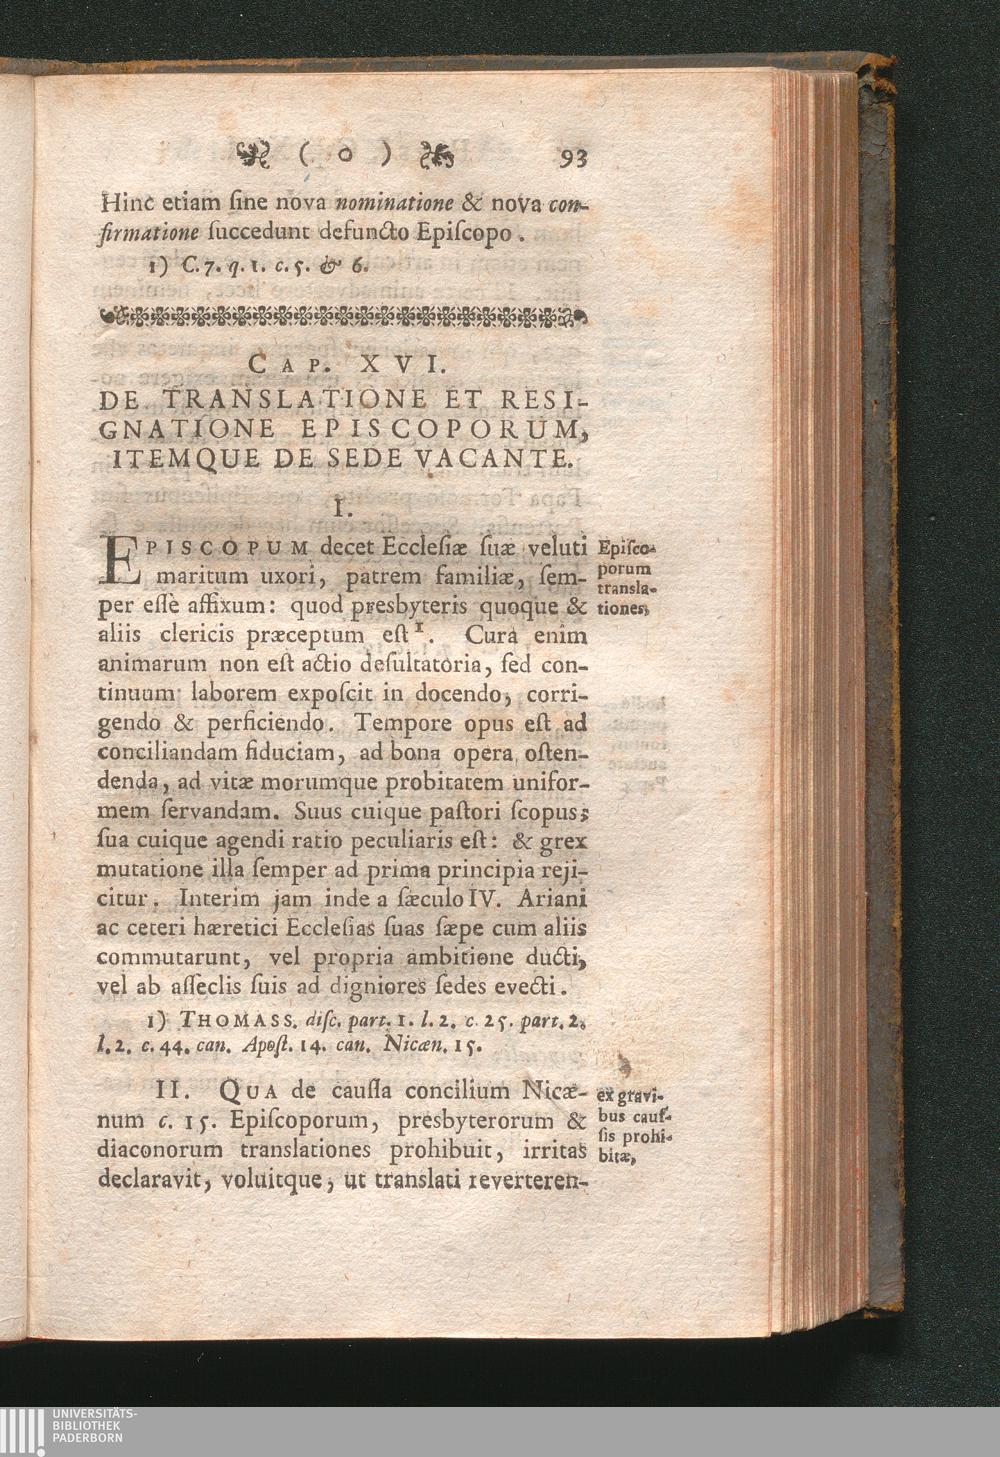 ( o ) 93
Hinc etiam ſine nova nominatione & nova con-
firmatione ſuccedunt defuncto Epiſcopo.
1) C. 7. q. 1. c. 5. & 6.
CAP. XVI.
DE TRANSLATIONE ET RESI-
GNATIONE EPISCOPORUM,
ITEMQUE DE SEDE VACANTE.
I.
EPISCOPUM decet Eccleſiæ ſuæ veluti
maritum uxori, patrem familiæ, ſem-
per eſſè affixum: quod presbyteris quoque &
aliis clericis præceptum eſt¹. Cura enim
animarum non eſt actio deſultatoria, ſed con-
tinuum laborem expoſcit in docendo, corri-
gendo & perficiendo. Tempore opus eſt ad
conciliandam fiduciam, ad bona opera oſten-
denda, ad vitæ morumque probitatem unifor-
mem ſervandam. Suus cuique paſtori ſcopus;
ſua cuique agendi ratio peculiaris eſt: & grex
mutatione illa ſemper ad prima principia reji-
citur. Interim jam inde a ſæculo IV. Ariani
ac ceteri hæretici Eccleſias ſuas ſæpe cum aliis
commutarunt, vel propria ambitione ducti,
vel ab aſſeclis ſuis ad digniores ſedes evecti.
Epiſco-
porum
transla-
tiones,
1) THOMASS. diſc. part. 1. l. 2. c. 25. part. 2.
l. 2. c. 44. can. Apoſt. 14. can. Nicæn. 15.
II. QUA de cauſſa concilium Nicæ-
num c. 15. Epiſcoporum, presbyterorum &
diaconorum translationes prohibuit, irritas
declaravit, voluitque, ut translati reverteren-
ex gravi-
bus cauſ-
ſis prohi-
bitæ,
UNIVERSITÄTS-
BIBLIOTHEK
PADERBORN